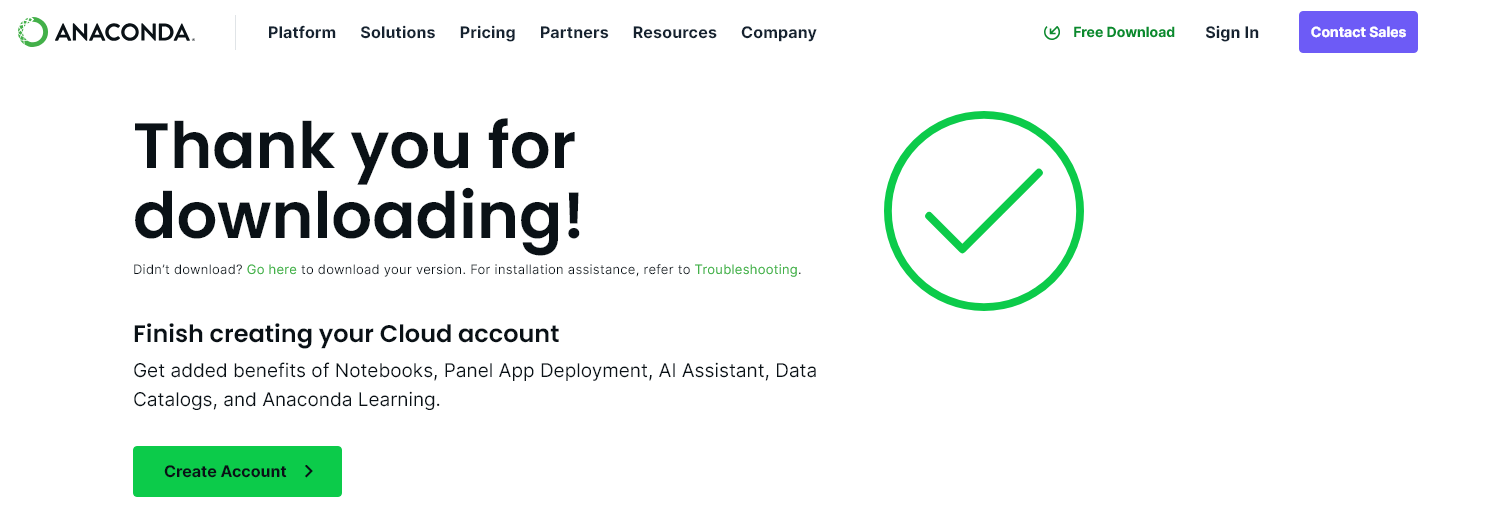 ANACONDA.
Platform Solutions Pricing Partners Resources Company Free Download Sign In Contact Sales
Thank you for
downloading!
Didn't download? Go here to download your version. For installation assistance, refer to Troubleshooting.
Finish creating your Cloud account
Get added benefits of Notebooks, Panel App Deployment, AI Assistant, Data
Catalogs, and Anaconda Learning.
Create Account